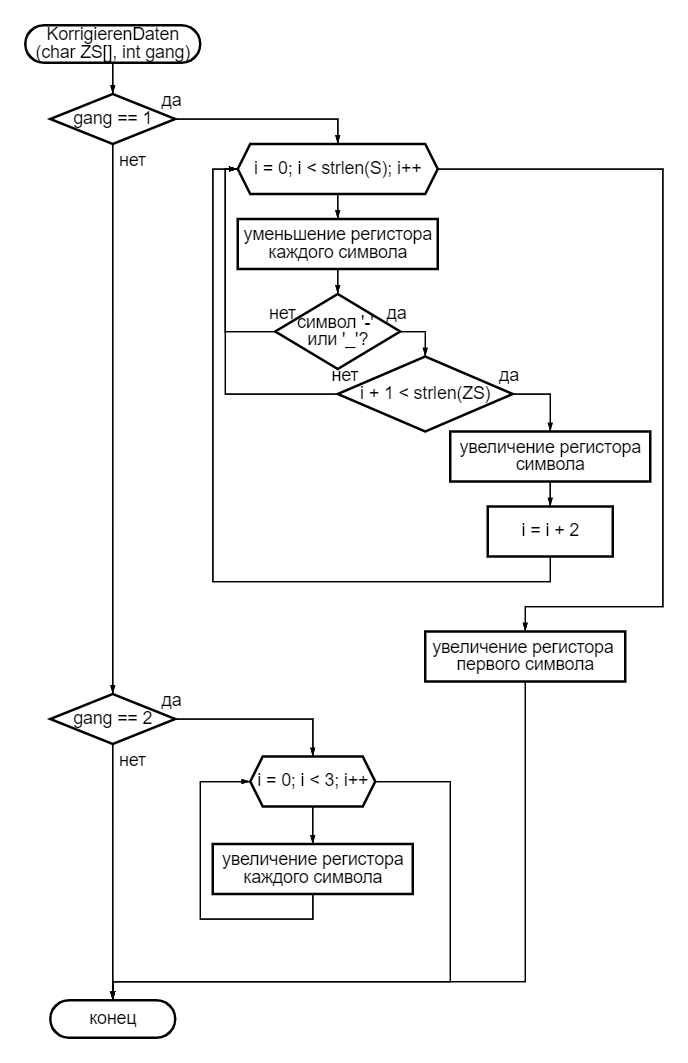 KorrigierenDaten
(char ZS[], int gang)
gang == 1
да
нет
i = 0; i < strlen(S); i++
уменьшение регистора
каждого символа
символ '-'
или '_'?
нет
да
i + 1 < strlen(ZS)
нет
да
увеличение регистора
символа
i = i + 2
увеличение регистора
первого символа
gang == 2
да
нет
i = 0; i < 3; i++
увеличение регистора
каждого символа
конец